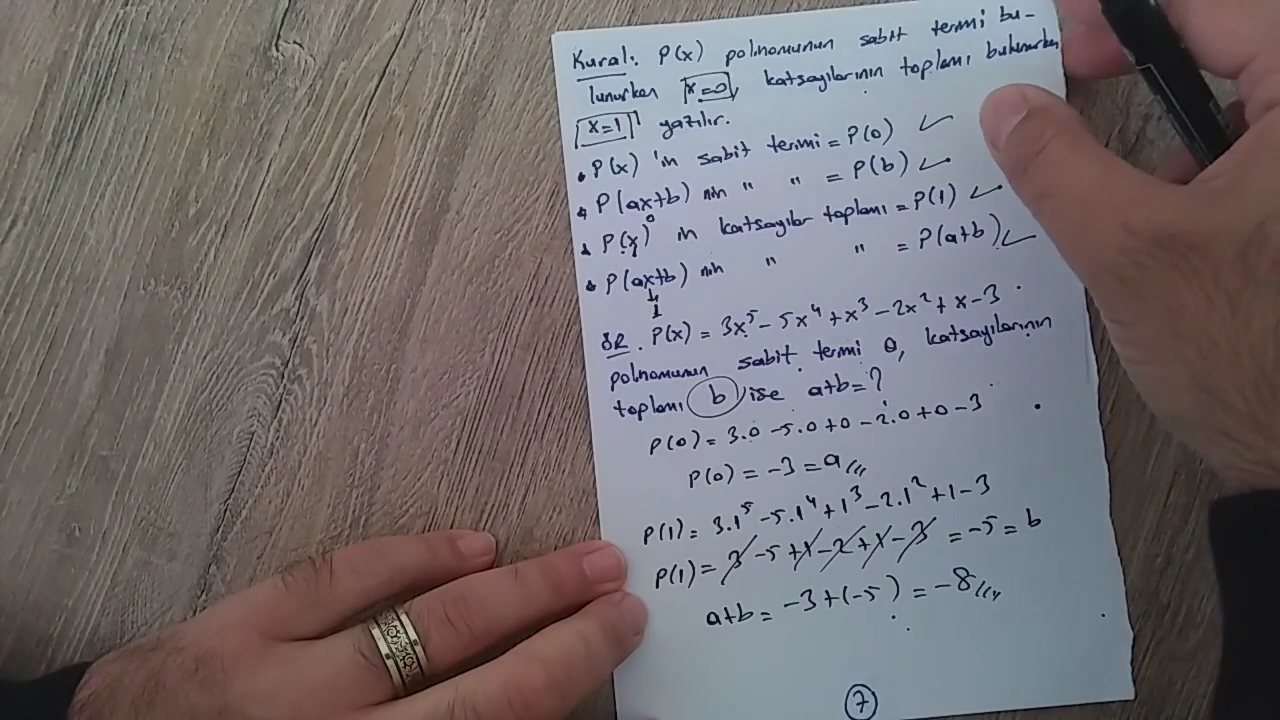 Kural: P(x) polinomunun sabit termi bu-
lunurken x=0, katsayılarının toplamı bulunurken
x=1 yazılır.
• P(x) 'in sabit termi = P(0) ✓
• P(ax+b) nin " " = P(b) ✓
• P(x) in katsayılar toplamı = P(1) ✓
• P(ax+b) nin " " = P(a+b) ✓
ÖR. P(x) = 3x⁵ - 5x⁴ + x³ - 2x² + x - 3
polinomunun sabit termi a, katsayılarının
toplamı b ise a+b=?
P(0) = 3.0 - 5.0 + 0 - 2.0 + 0 - 3
P(0) = -3 = a
P(1) = 3.1⁵ - 5.1⁴ + 1³ - 2.1² + 1 - 3
P(1) = 3 - 5 + 1 - 2 + 1 - 3 = -5 = b
a+b = -3 + (-5) = -8
7